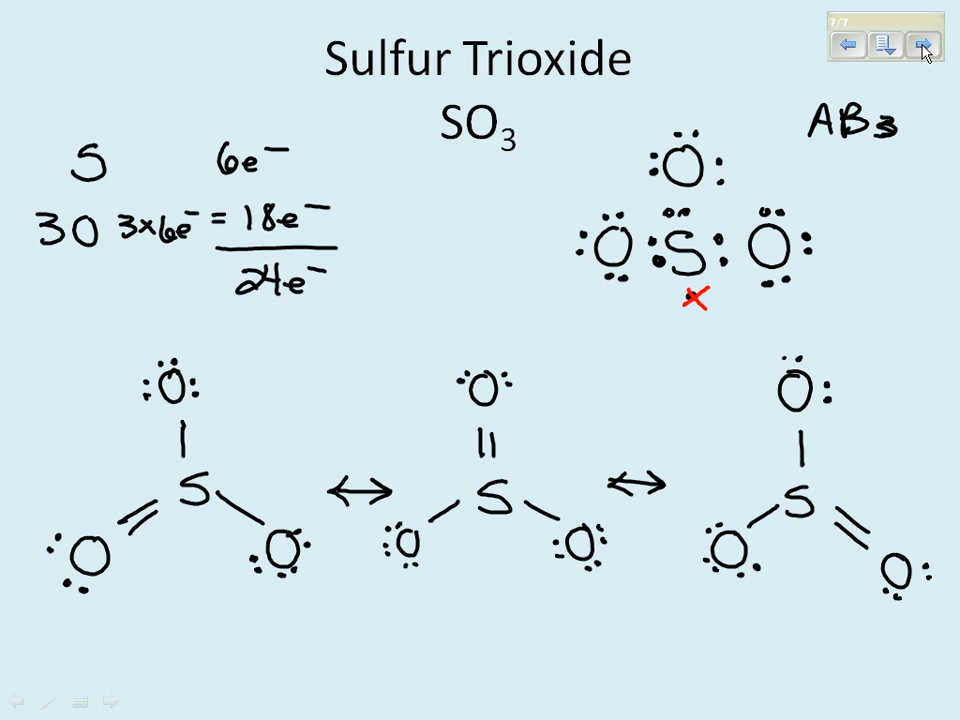 7/7
Sulfur Trioxide
SO₃
AB₃
S 6e⁻
3O 3×6e⁻ = 18e⁻
24e⁻
O
O S O
x
O O O
S S S
O O O O O O